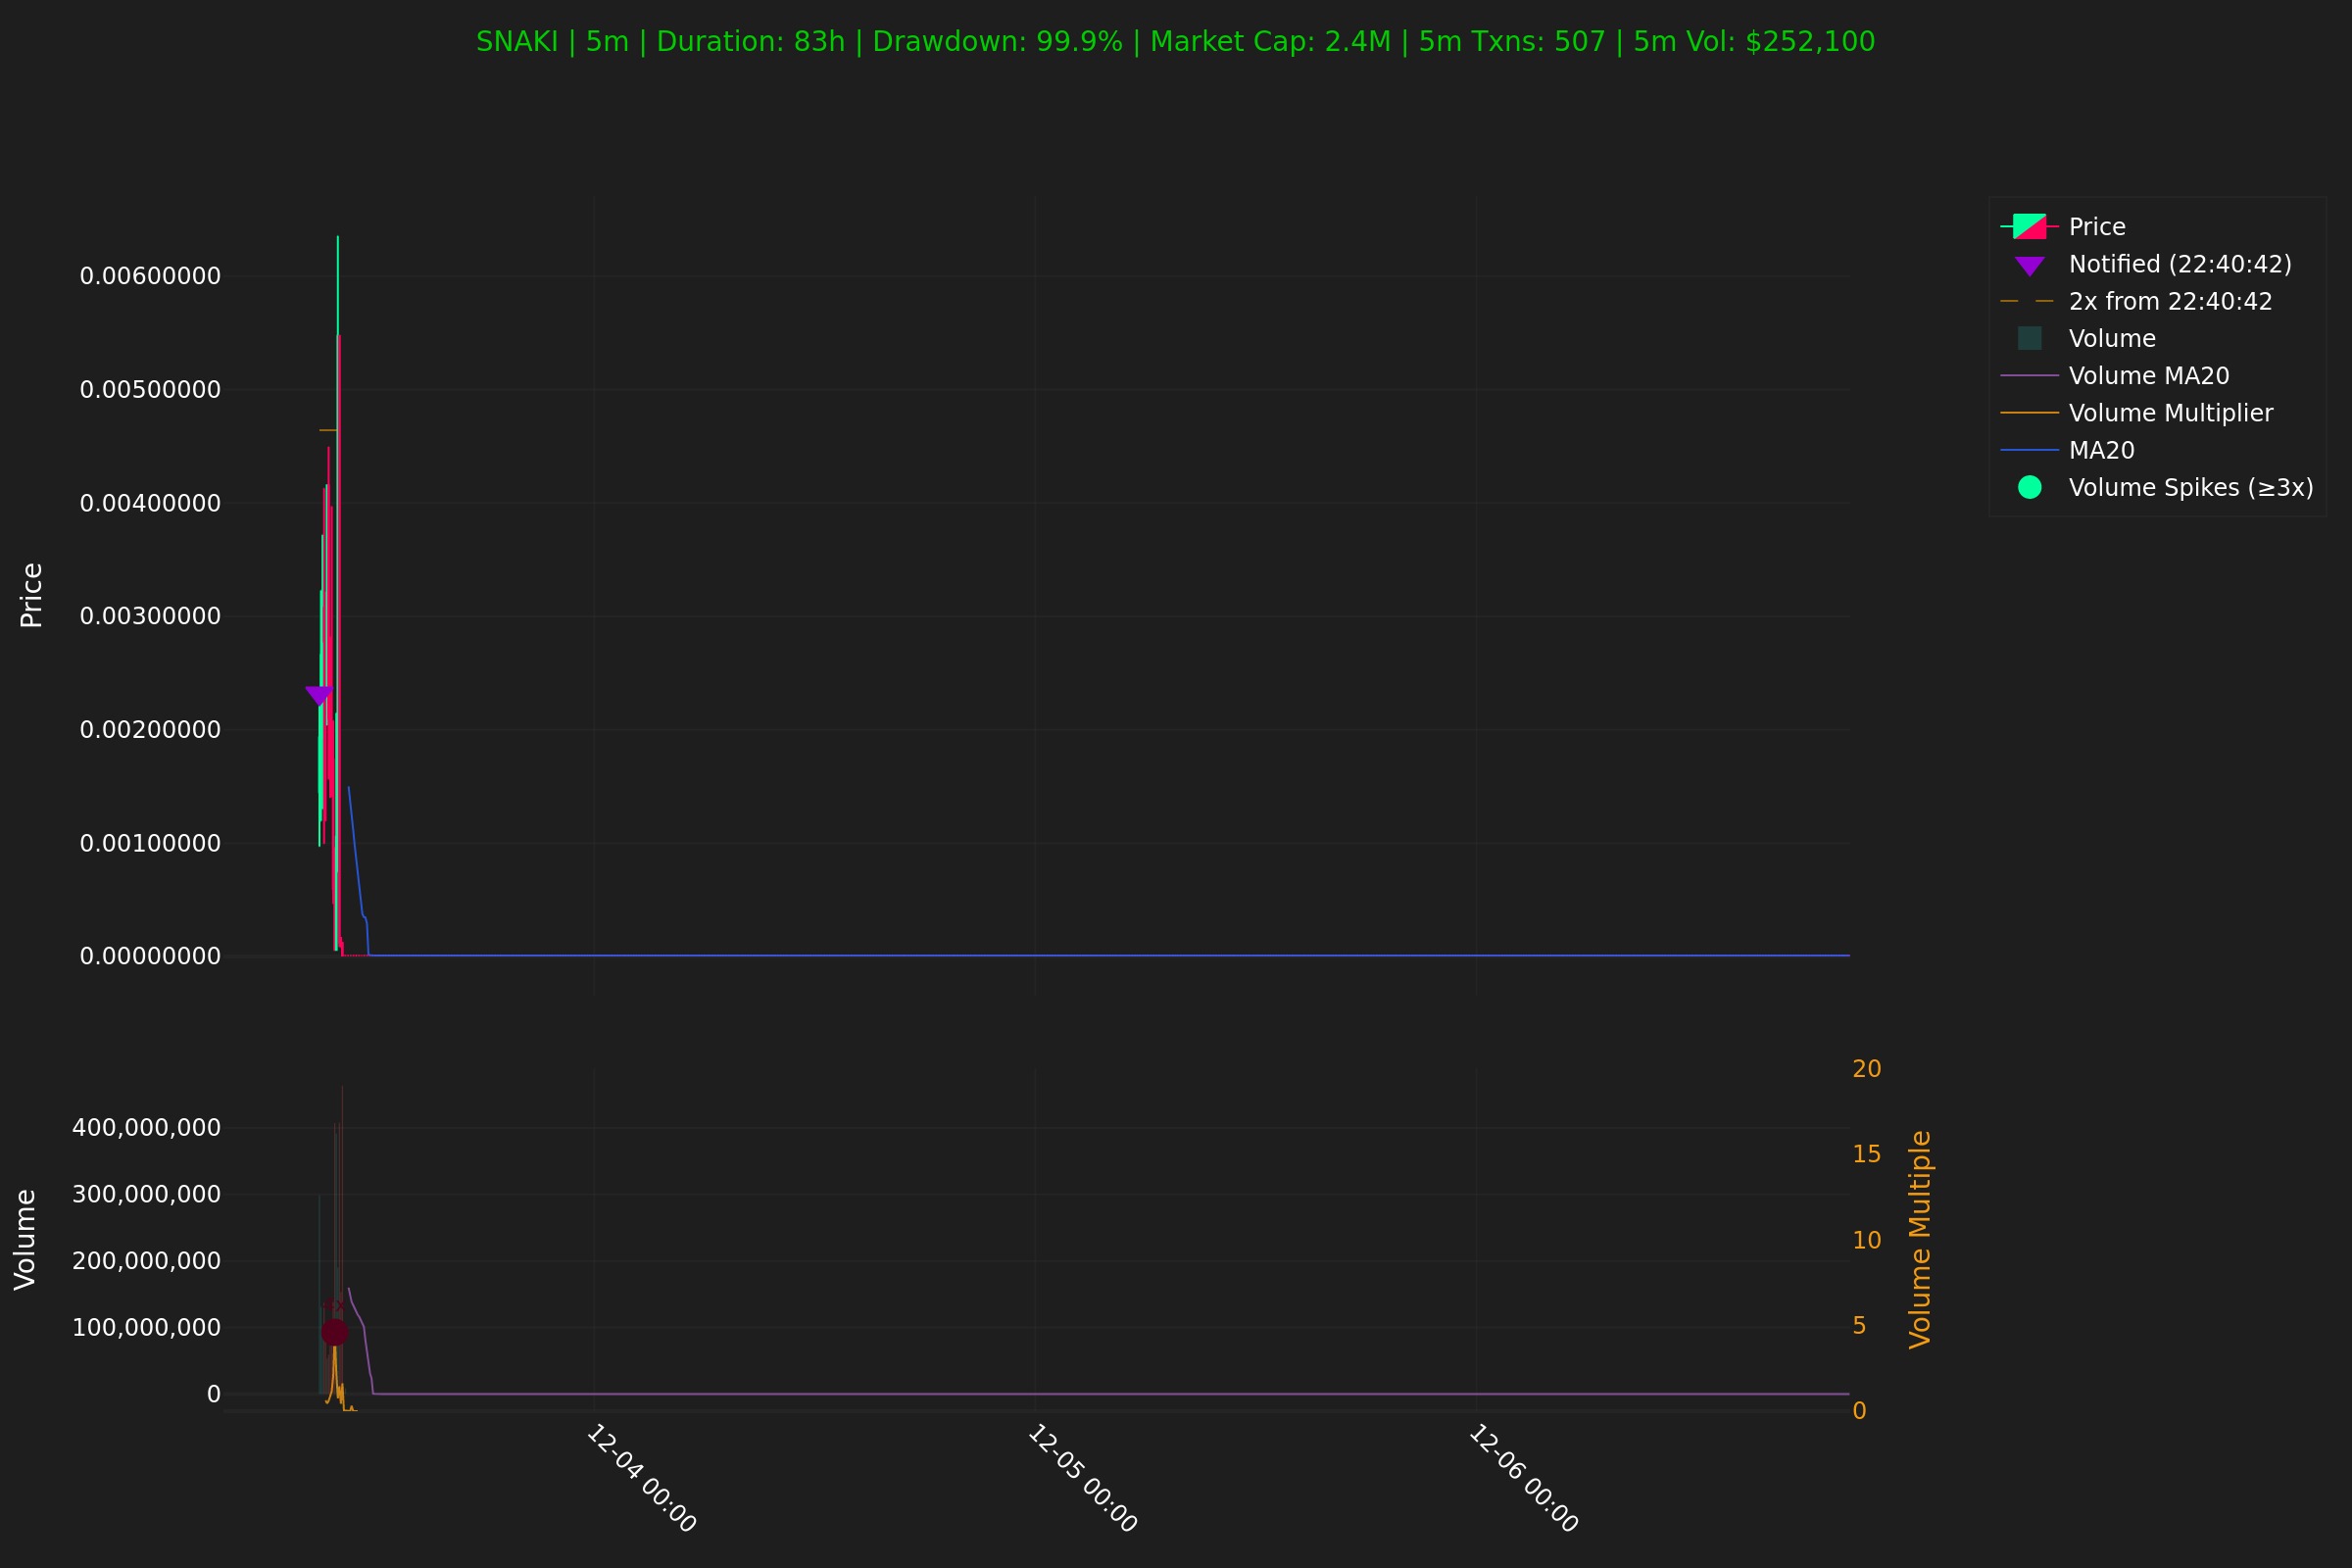 SNAKI | 5m | Duration: 83h | Drawdown: 99.9% | Market Cap: 2.4M | 5m Txns: 507 | 5m Vol: $252,100
Price
Notified (22:40:42)
2x from 22:40:42
Volume
Volume MA20
Volume Multiplier
MA20
Volume Spikes (≥3x)
Price
0.00600000
0.00500000
0.00400000
0.00300000
0.00200000
0.00100000
0.00000000
Volume
400,000,000
300,000,000
200,000,000
100,000,000
0
20
15
10
5
0
Volume Multiple
12-04 00:00
12-05 00:00
12-06 00:00